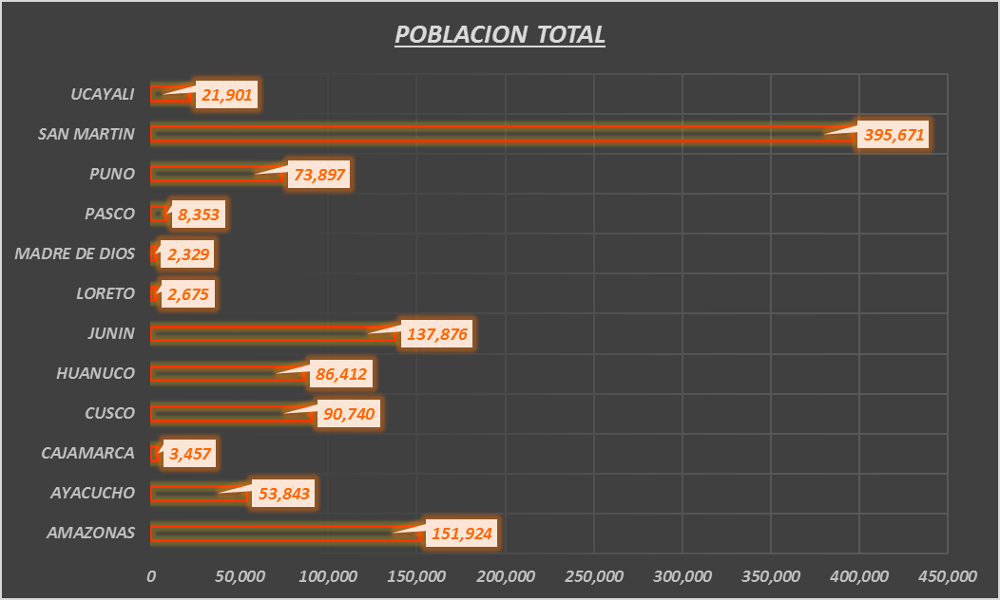 POBLACION TOTAL
UCAYALI 21,901
SAN MARTIN 395,671
PUNO 73,897
PASCO 8,353
MADRE DE DIOS 2,329
LORETO 2,675
JUNIN 137,876
HUANUCO 86,412
CUSCO 90,740
CAJAMARCA 3,457
AYACUCHO 53,843
AMAZONAS 151,924
0 50,000 100,000 150,000 200,000 250,000 300,000 350,000 400,000 450,000